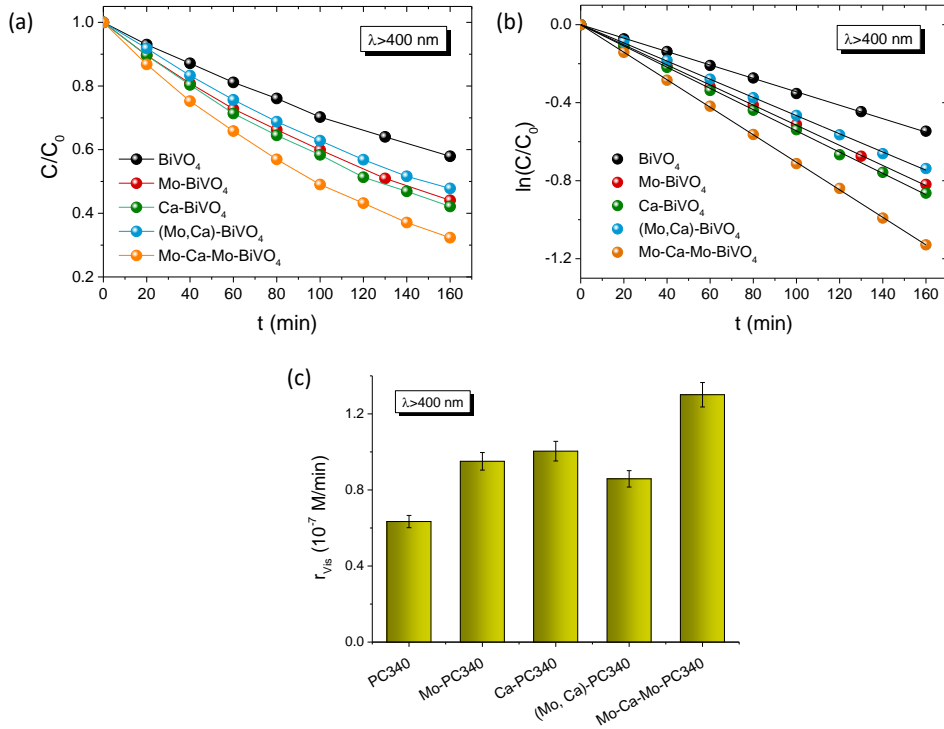 (a)
λ>400 nm
C/C0
1.0
0.8
0.6
0.4
0.2
BiVO4
Mo-BiVO4
Ca-BiVO4
(Mo,Ca)-BiVO4
Mo-Ca-Mo-BiVO4
0 20 40 60 80 100 120 140 160
t (min)
(b)
λ>400 nm
ln(C/C0)
0.0
-0.4
-0.8
-1.2
BiVO4
Mo-BiVO4
Ca-BiVO4
(Mo,Ca)-BiVO4
Mo-Ca-Mo-BiVO4
0 20 40 60 80 100 120 140 160
t (min)
(c)
λ>400 nm
rVis (10-7 M/min)
1.2
0.8
0.4
0.0
PC340
Mo-PC340
Ca-PC340
(Mo, Ca)-PC340
Mo-Ca-Mo-PC340